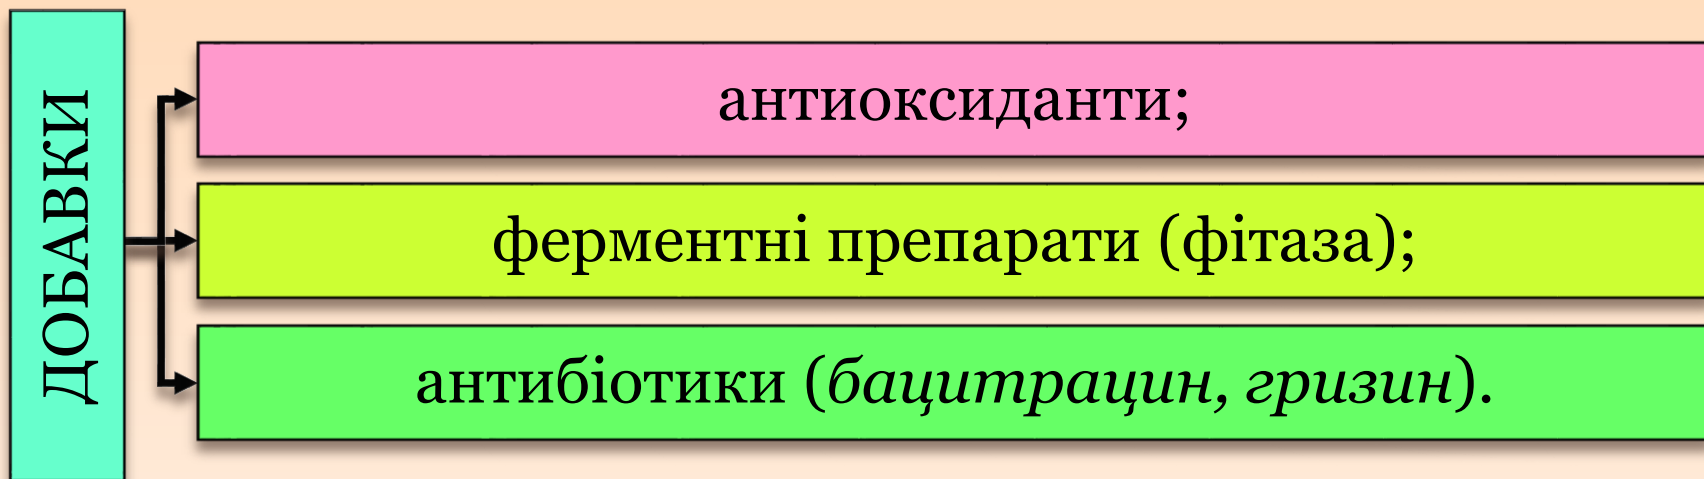 ДОБАВКИ
антиоксиданти;
ферментні препарати (фітаза);
антибіотики (бацитрацин, гризин).